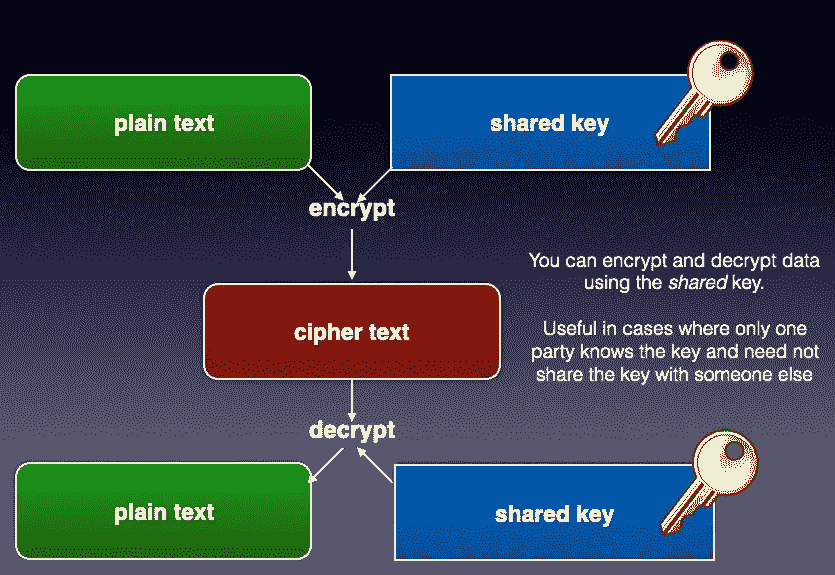 plain text
shared key
encrypt
You can encrypt and decrypt data
using the shared key.
cipher text
Useful in cases where only one
party knows the key and need not
share the key with someone else
decrypt
plain text
shared key